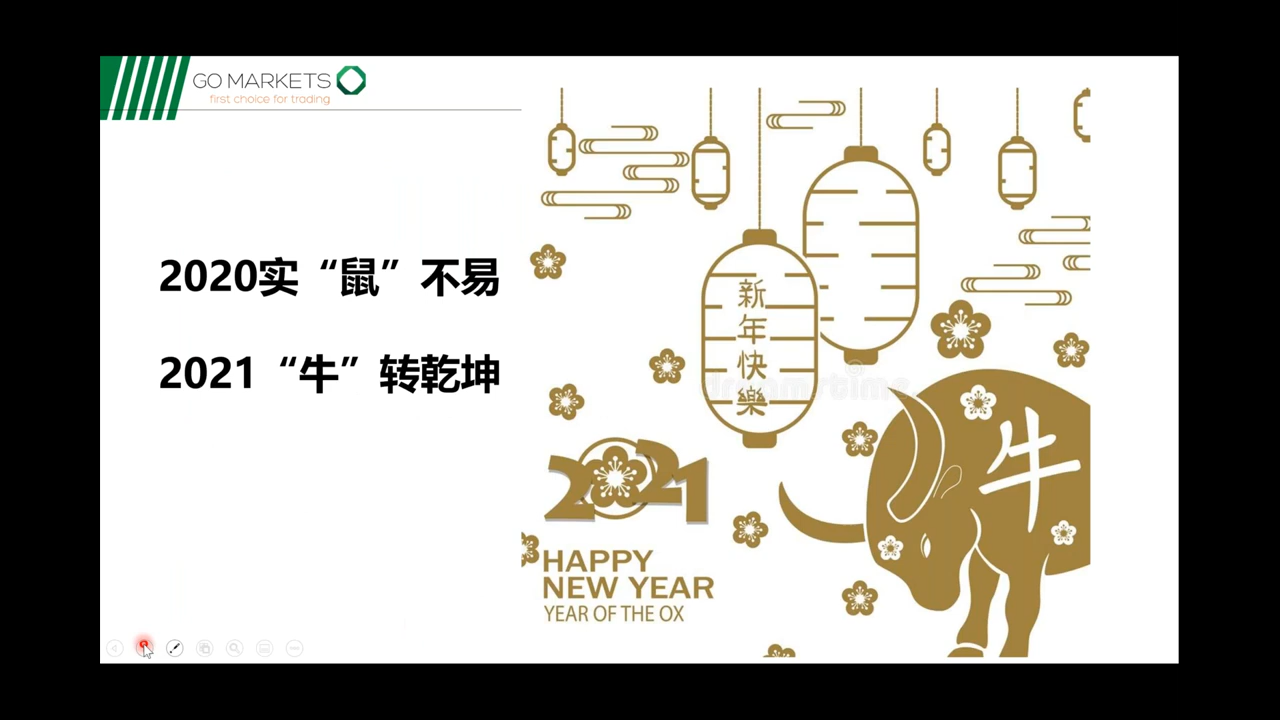 GO MARKETS
first choice for trading
2020实“鼠”不易
2021“牛”转乾坤
新
年
快
樂
dreamstime
牛
2021
HAPPY
NEW YEAR
YEAR OF THE OX